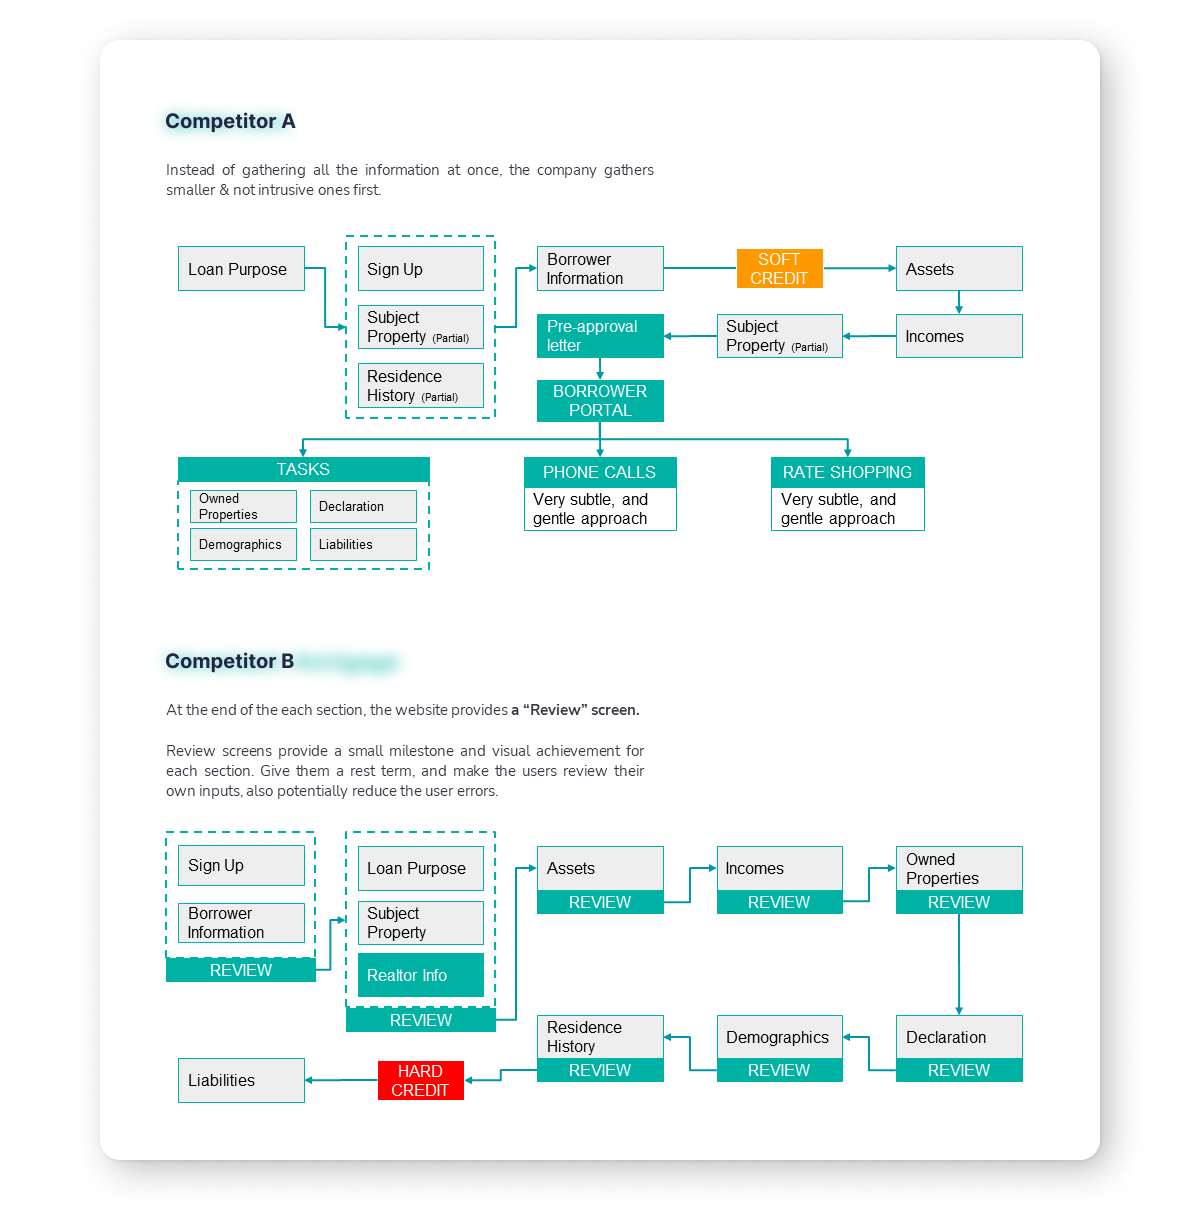 Competitor A
Instead of gathering all the information at once, the company gathers
smaller & not intrusive ones first.
Loan Purpose
Sign Up
Subject
Property (Partial)
Residence
History (Partial)
Borrower
Information
SOFT
CREDIT
Assets
Incomes
Subject
Property (Partial)
Pre-approval
letter
BORROWER
PORTAL
TASKS
Owned
Properties
Declaration
Demographics
Liabilities
PHONE CALLS
Very subtle, and
gentle approach
RATE SHOPPING
Very subtle, and
gentle approach
Competitor B
At the end of the each section, the website provides a “Review” screen.
Review screens provide a small milestone and visual achievement for
each section. Give them a rest term, and make the users review their
own inputs, also potentially reduce the user errors.
Sign Up
Borrower
Information
REVIEW
Loan Purpose
Subject
Property
Realtor Info
REVIEW
Assets
REVIEW
Incomes
REVIEW
Owned
Properties
REVIEW
Declaration
REVIEW
Demographics
REVIEW
Residence
History
REVIEW
HARD
CREDIT
Liabilities